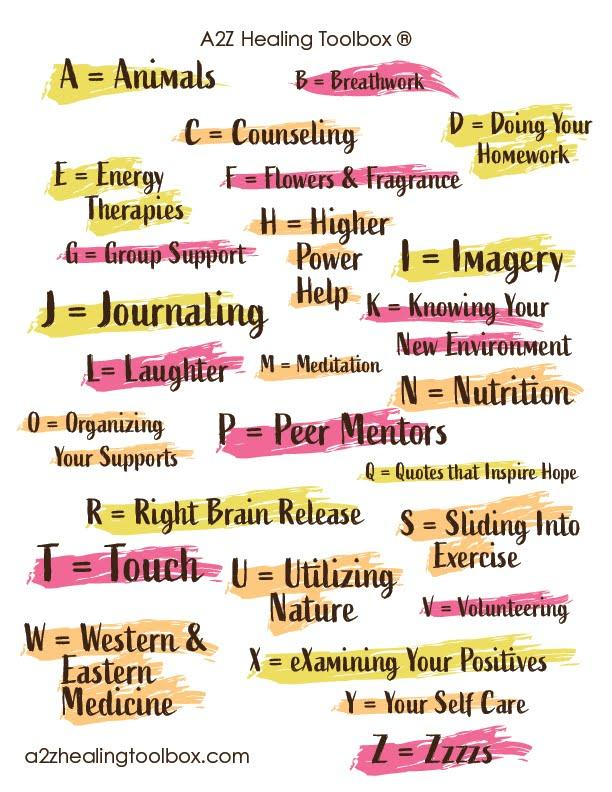 A2Z Healing Toolbox ®
A = Animals
B = Breathwork
C = Counseling
D = Doing Your
Homework
E = Energy
Therapies
F = Flowers & Fragrance
G = Group Support
H = Higher
Power
Help
I = Imagery
J = Journaling
K = Knowing Your
New Environment
L= Laughter
M = Meditation
N = Nutrition
O = Organizing
Your Supports
P = Peer Mentors
Q = Quotes that Inspire Hope
R = Right Brain Release
S = Sliding Into
Exercise
T = Touch
U = Utilizing
Nature
V = Volunteering
W = Western &
Eastern
Medicine
X = eXamining Your Positives
Y = Your Self Care
Z = Zzzzs
a2zhealingtoolbox.com